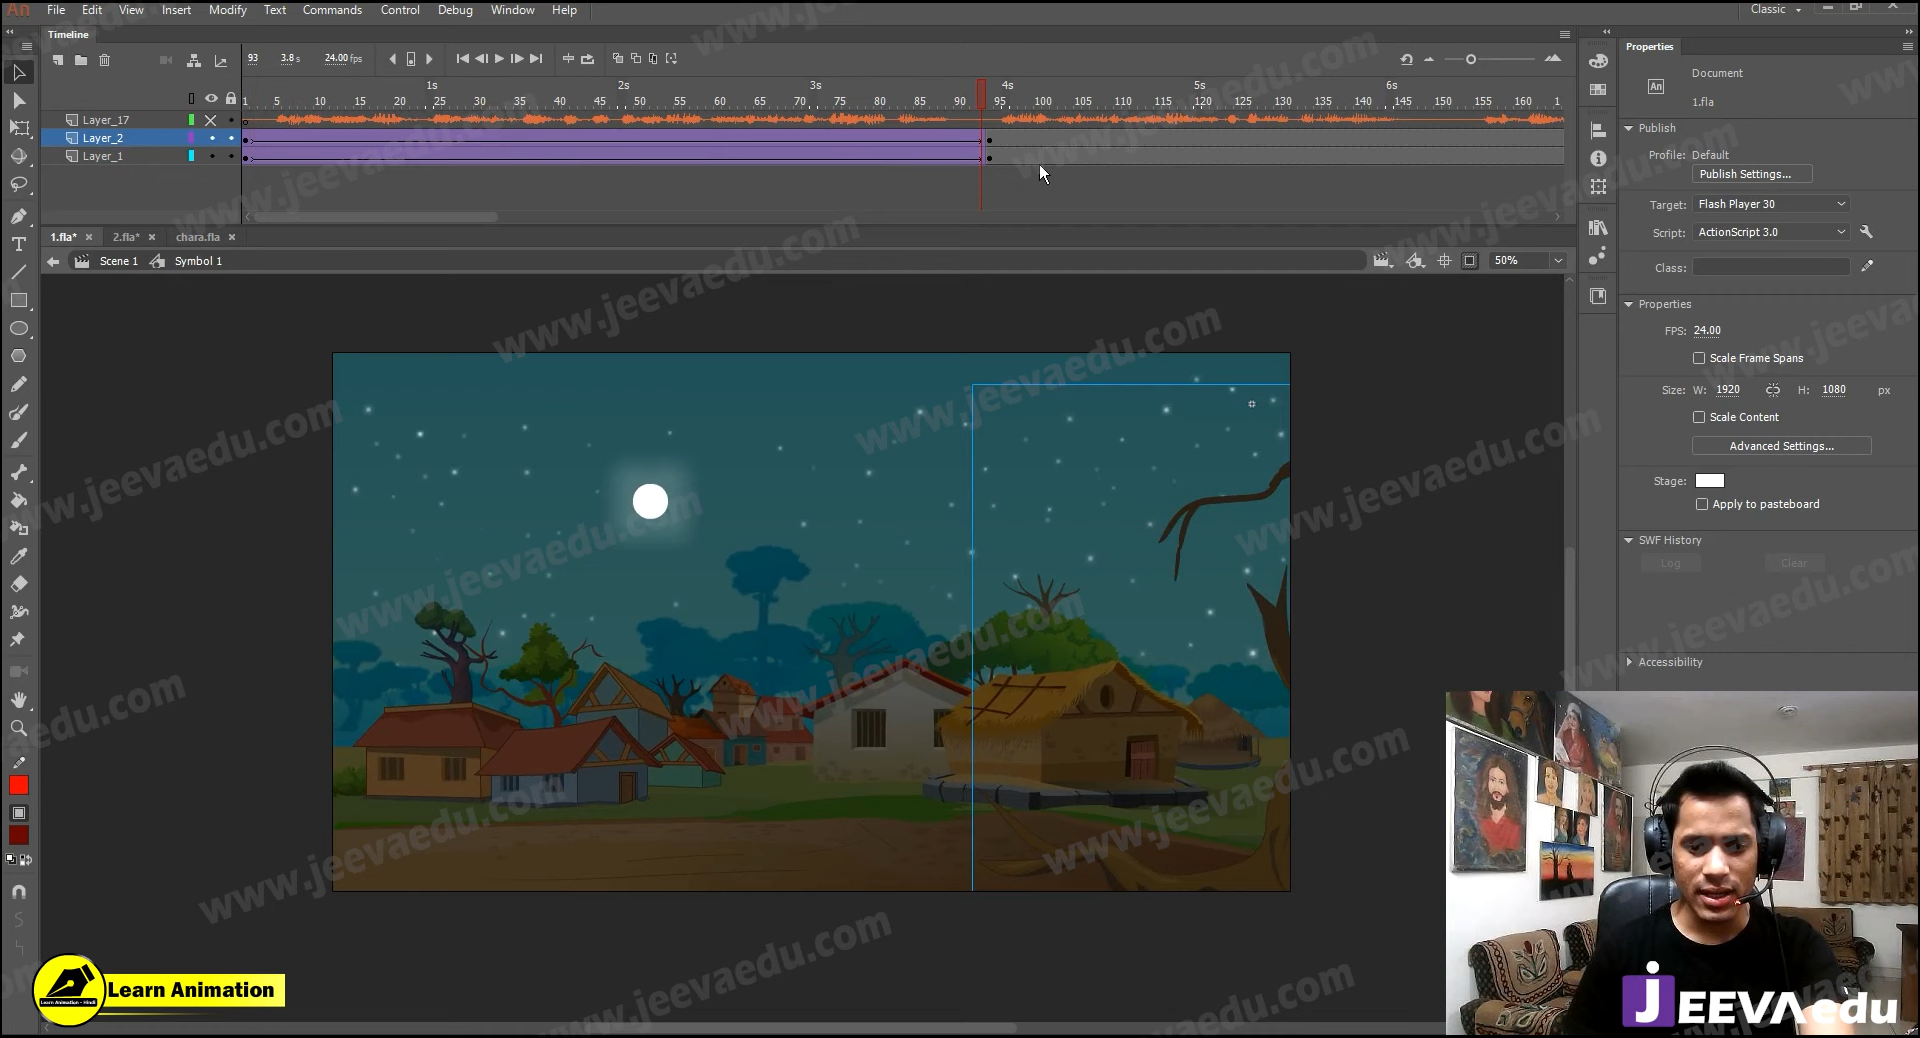 An File Edit View Insert Modify Text Commands Control Debug Window Help Classic
Timeline
93 3.8 s 24.00 fps
1s 2s 3s 4s 5s 6s
1 5 10 15 20 25 30 35 40 45 50 55 60 65 70 75 80 85 90 95 100 105 110 115 120 125 130 135 140 145 150 155 160 1
Layer_17
Layer_2
Layer_1
1.fla* × 2.fla* × chara.fla ×
Scene 1 Symbol 1 50%
Properties
Document
An
1.fla
Publish
Profile: Default
Publish Settings...
Target: Flash Player 30
Script: ActionScript 3.0
Class:
Properties
FPS: 24.00
Scale Frame Spans
Size: W: 1920 H: 1080 px
Scale Content
Advanced Settings...
Stage:
Apply to pasteboard
SWF History
Log Clear
Accessibility
www.jeevaedu.com
Learn Animation - Hindi
Learn Animation
JEEVAedu